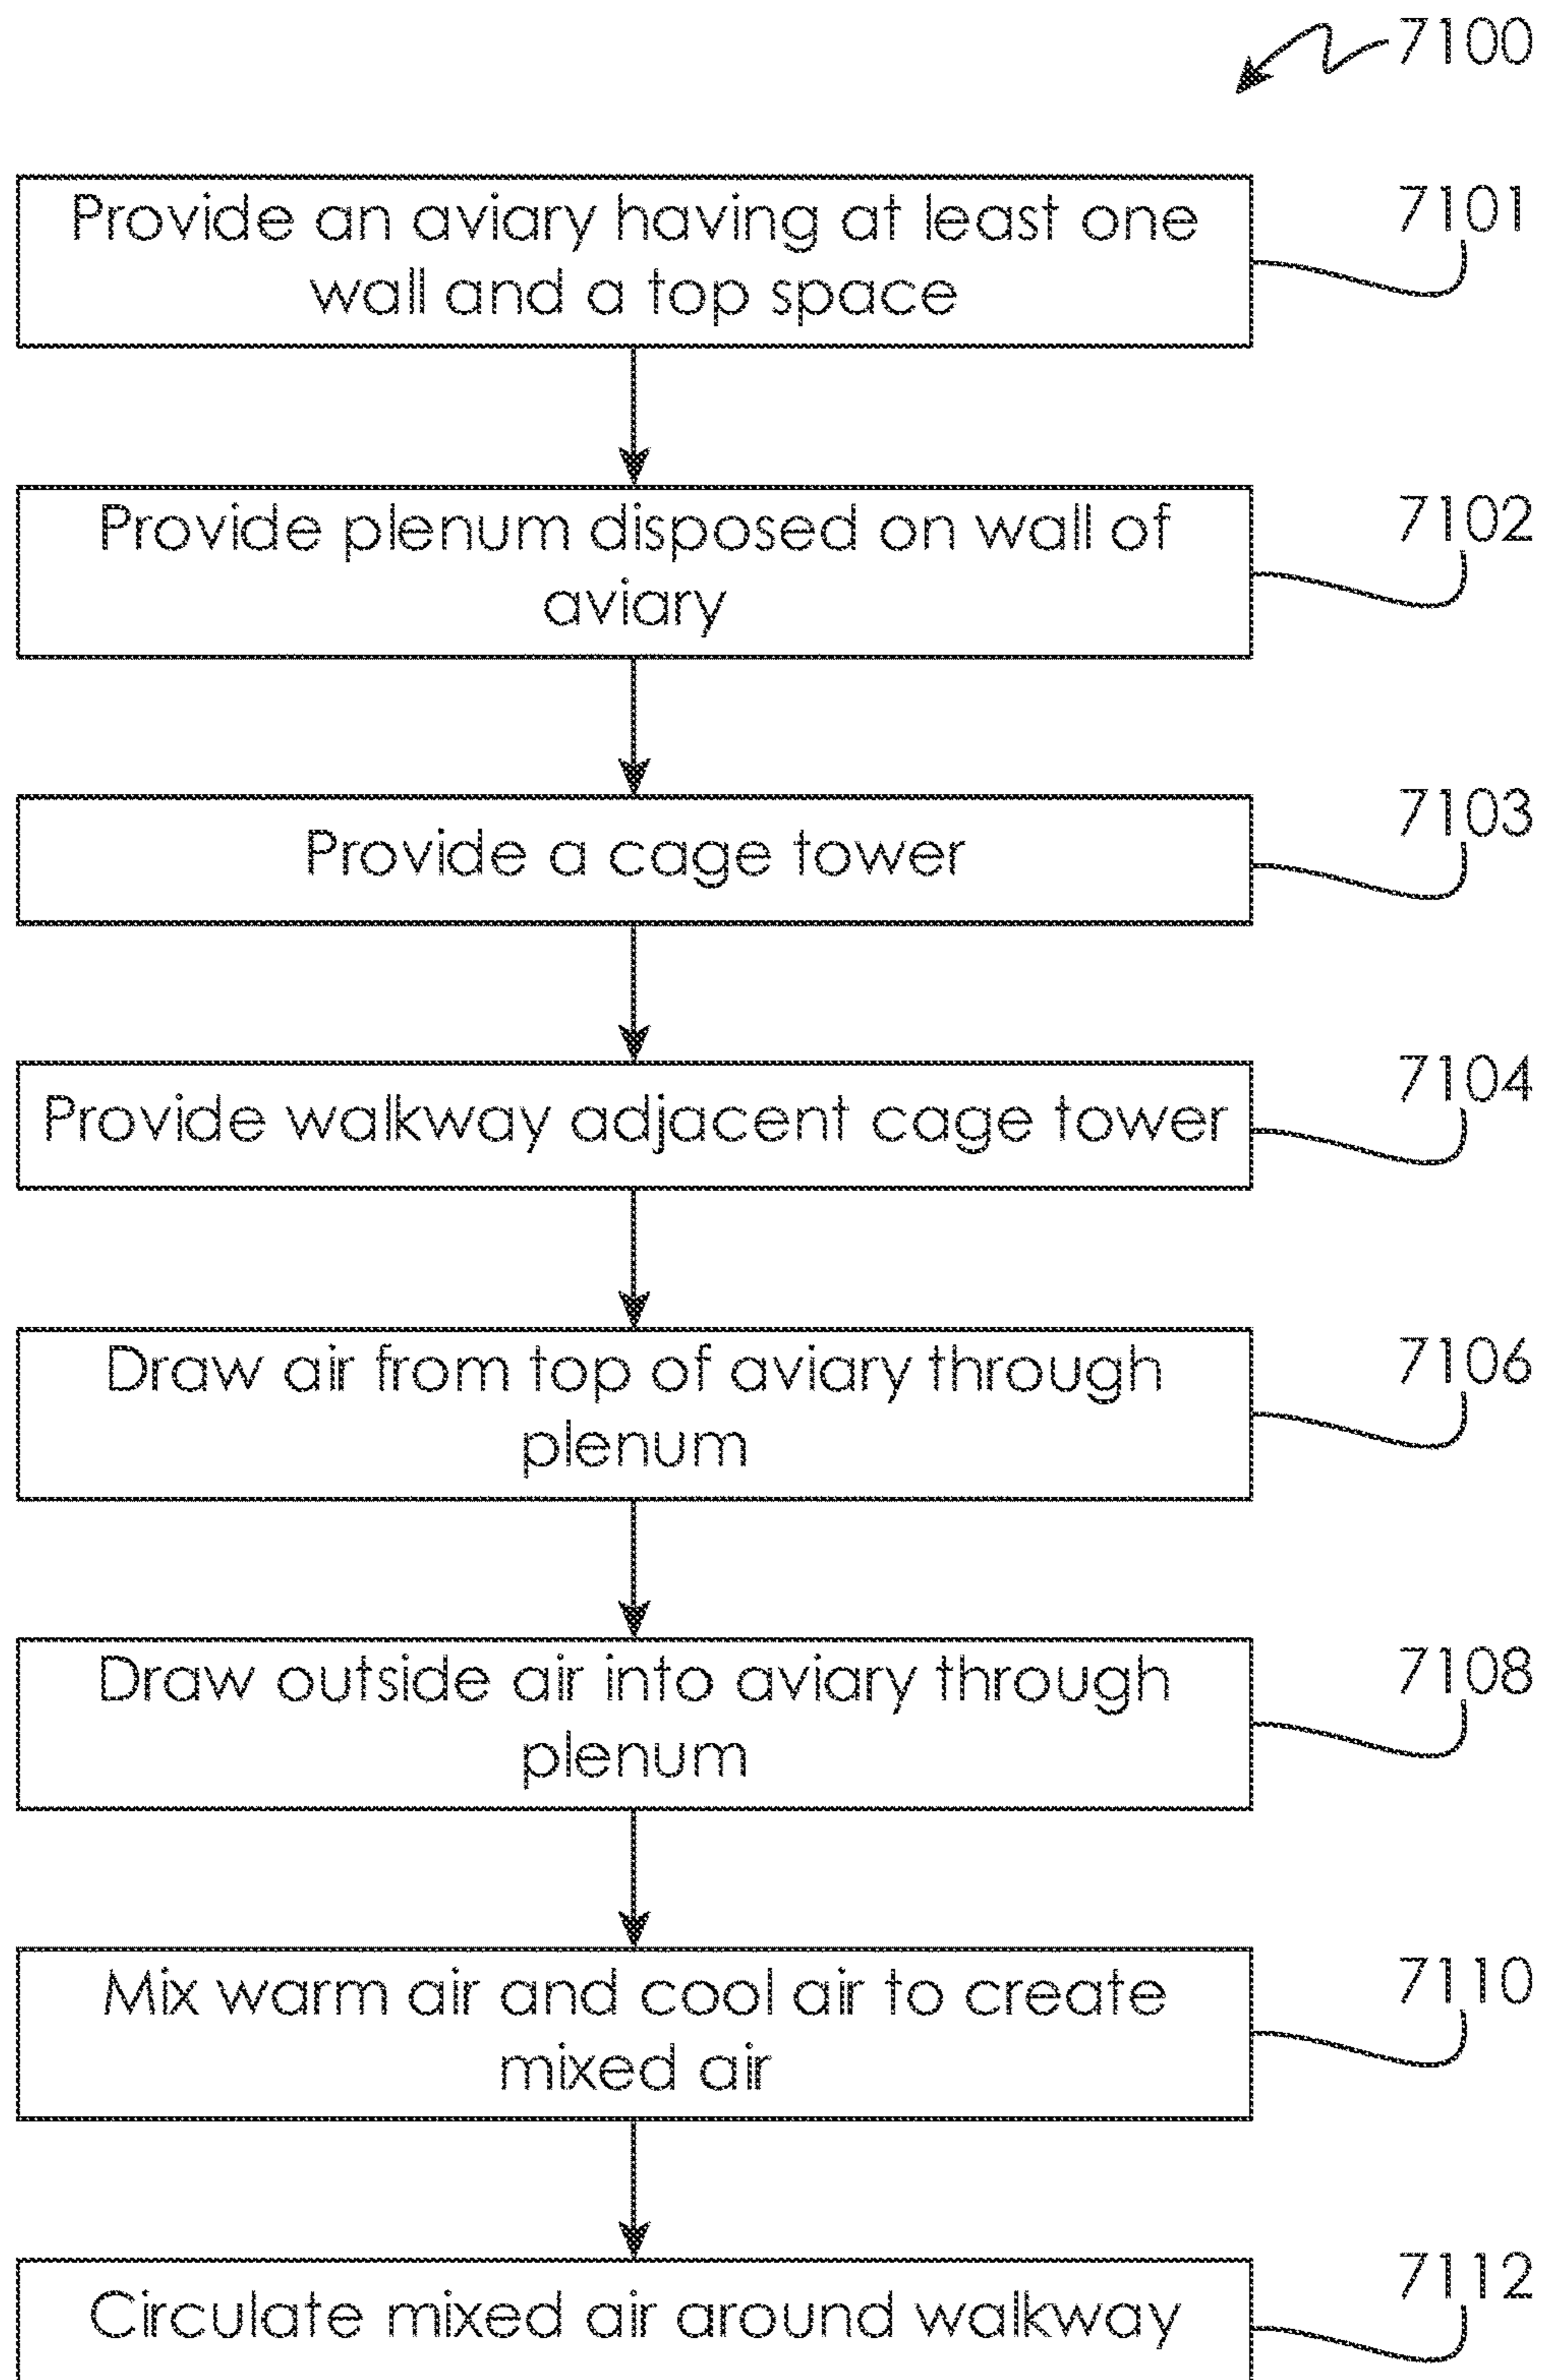 7100
Provide an aviary having at least one
wall and a top space
7101
Provide plenum disposed on wall of
aviary
7102
Provide a cage tower
7103
Provide walkway adjacent cage tower
7104
Draw air from top of aviary through
plenum
7106
Draw outside air into aviary through
plenum
7108
Mix warm air and cool air to create
mixed air
7110
Circulate mixed air around walkway
7112